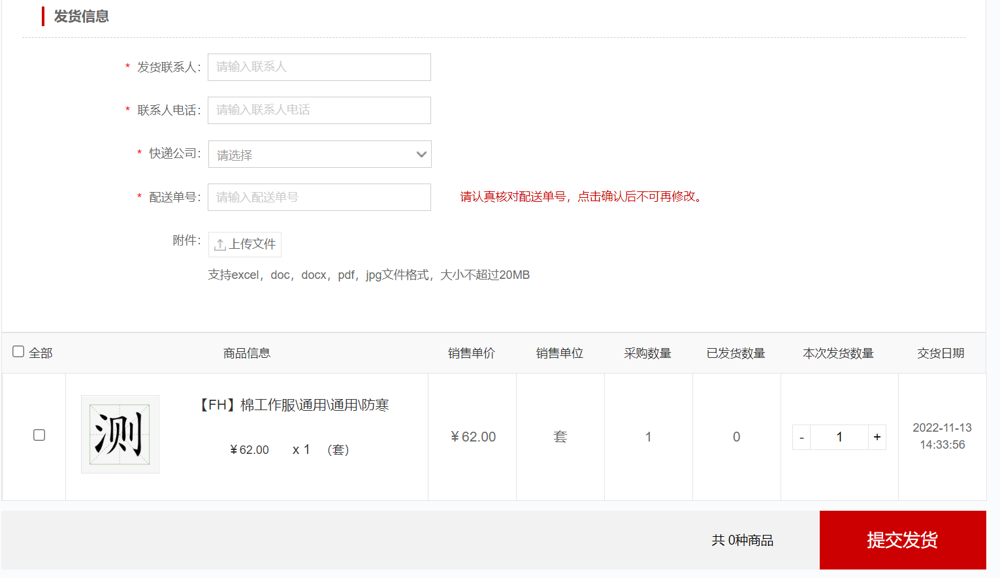 发货信息
* 发货联系人： 请输入联系人
* 联系人电话： 请输入联系人电话
* 快递公司： 请选择
* 配送单号： 请输入配送单号 请认真核对配送单号，点击确认后不可再修改。
附件： 上传文件
支持excel，doc，docx，pdf，jpg文件格式，大小不超过20MB
全部 商品信息 销售单价 销售单位 采购数量 已发货数量 本次发货数量 交货日期
测
【FH】棉工作服\通用\通用\防寒
¥ 62.00 x 1 （套）
¥ 62.00 套 1 0 - 1 + 2022-11-13
14:33:56
共 0种商品 提交发货